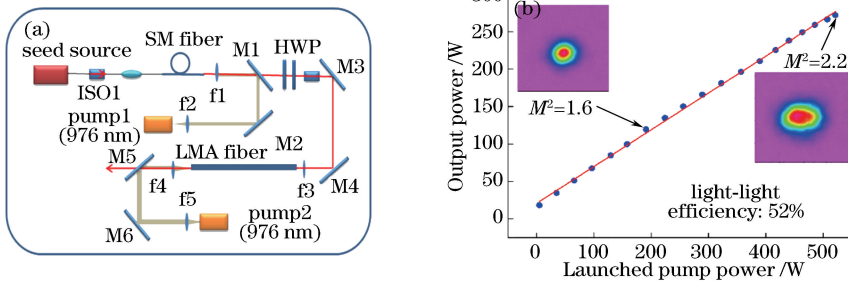 (a)
seed source
SM fiber
M1
HWP
M3
ISO1
f1
f2
pump1
(976 nm)
M2
M5
LMA fiber
f4
f3
M4
f5
pump2
(976 nm)
M6
(b)
300
250
200
150
100
50
0
Output power /W
M²=2.2
M²=1.6
light-light
efficiency: 52%
0 100 200 300 400 500
Launched pump power /W